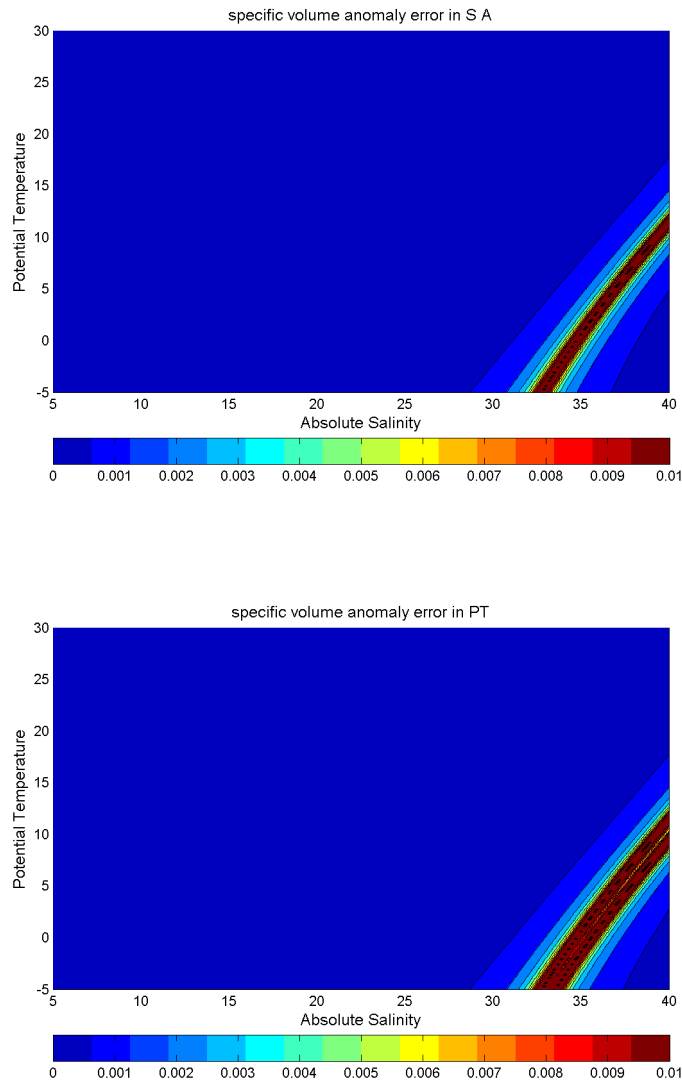 specific volume anomaly error in S A
30
25
20
15
10
5
0
-5
Potential Temperature
5 10 15 20 25 30 35 40
Absolute Salinity
0 0.001 0.002 0.003 0.004 0.005 0.006 0.007 0.008 0.009 0.01
specific volume anomaly error in PT
30
25
20
15
10
5
0
-5
Potential Temperature
5 10 15 20 25 30 35 40
Absolute Salinity
0 0.001 0.002 0.003 0.004 0.005 0.006 0.007 0.008 0.009 0.01